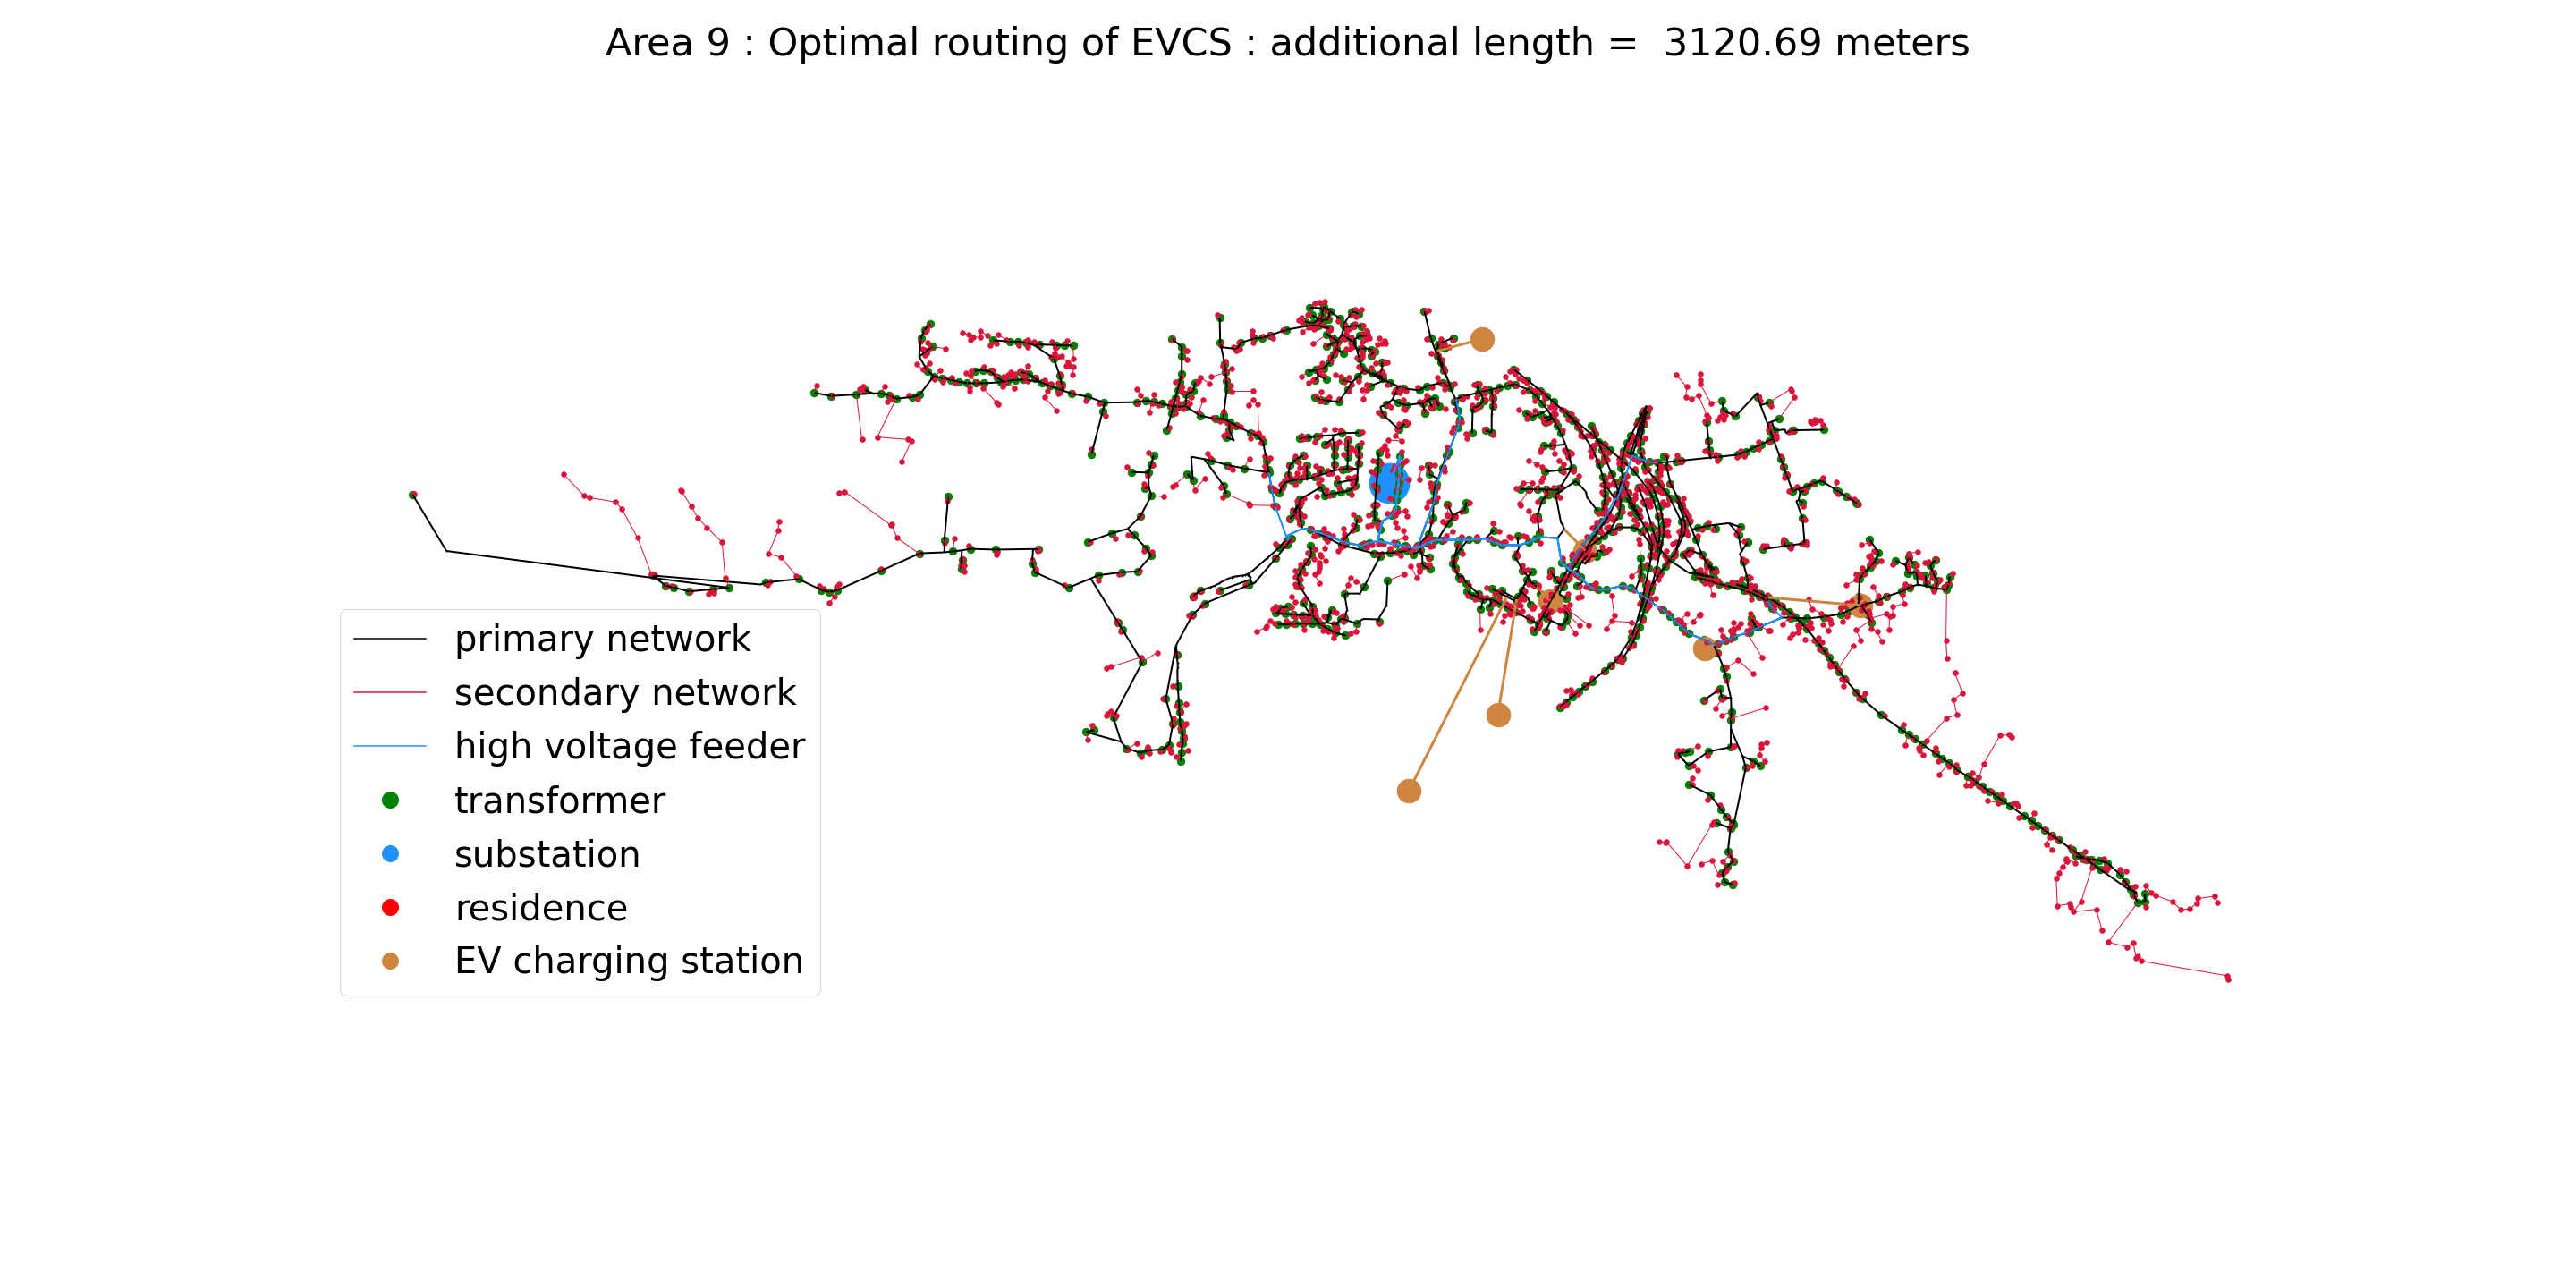 Area 9 : Optimal routing of EVCS : additional length =  3120.69 meters
primary network
secondary network
high voltage feeder
transformer
substation
residence
EV charging station